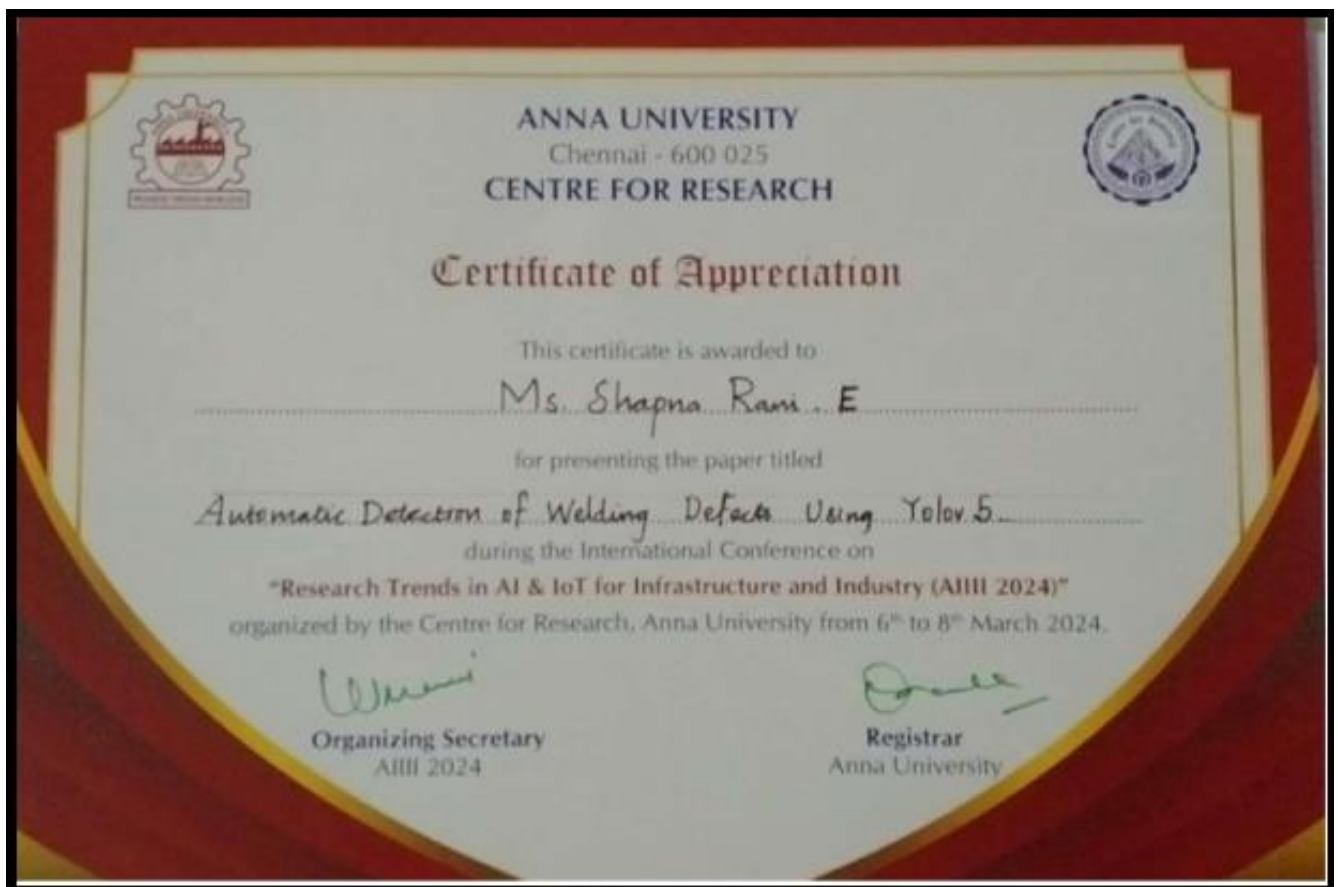 ANNA UNIVERSITY
Chennai - 600 025
CENTRE FOR RESEARCH
Certificate of Appreciation
This certificate is awarded to
Ms. Shapna Rani. E
for presenting the paper titled
Automatic Detection of Welding Defects Using Yolov 5
during the International Conference on
"Research Trends in AI & IoT for Infrastructure and Industry (AIIII 2024)"
organized by the Centre for Research, Anna University from 6th to 8th March 2024.
Organizing Secretary
AIIII 2024
Registrar
Anna University